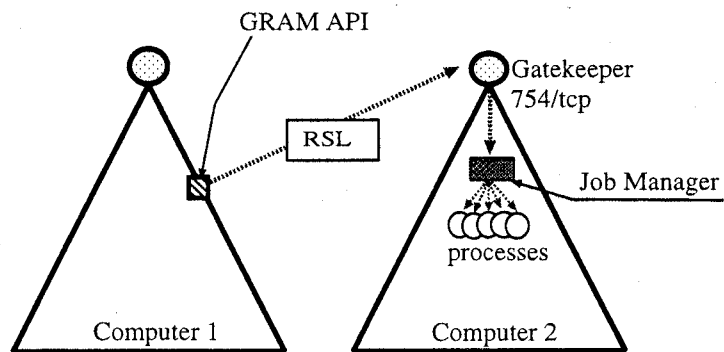 GRAM API
Gatekeeper
754/tcp
RSL
Job Manager
processes
Computer 1
Computer 2